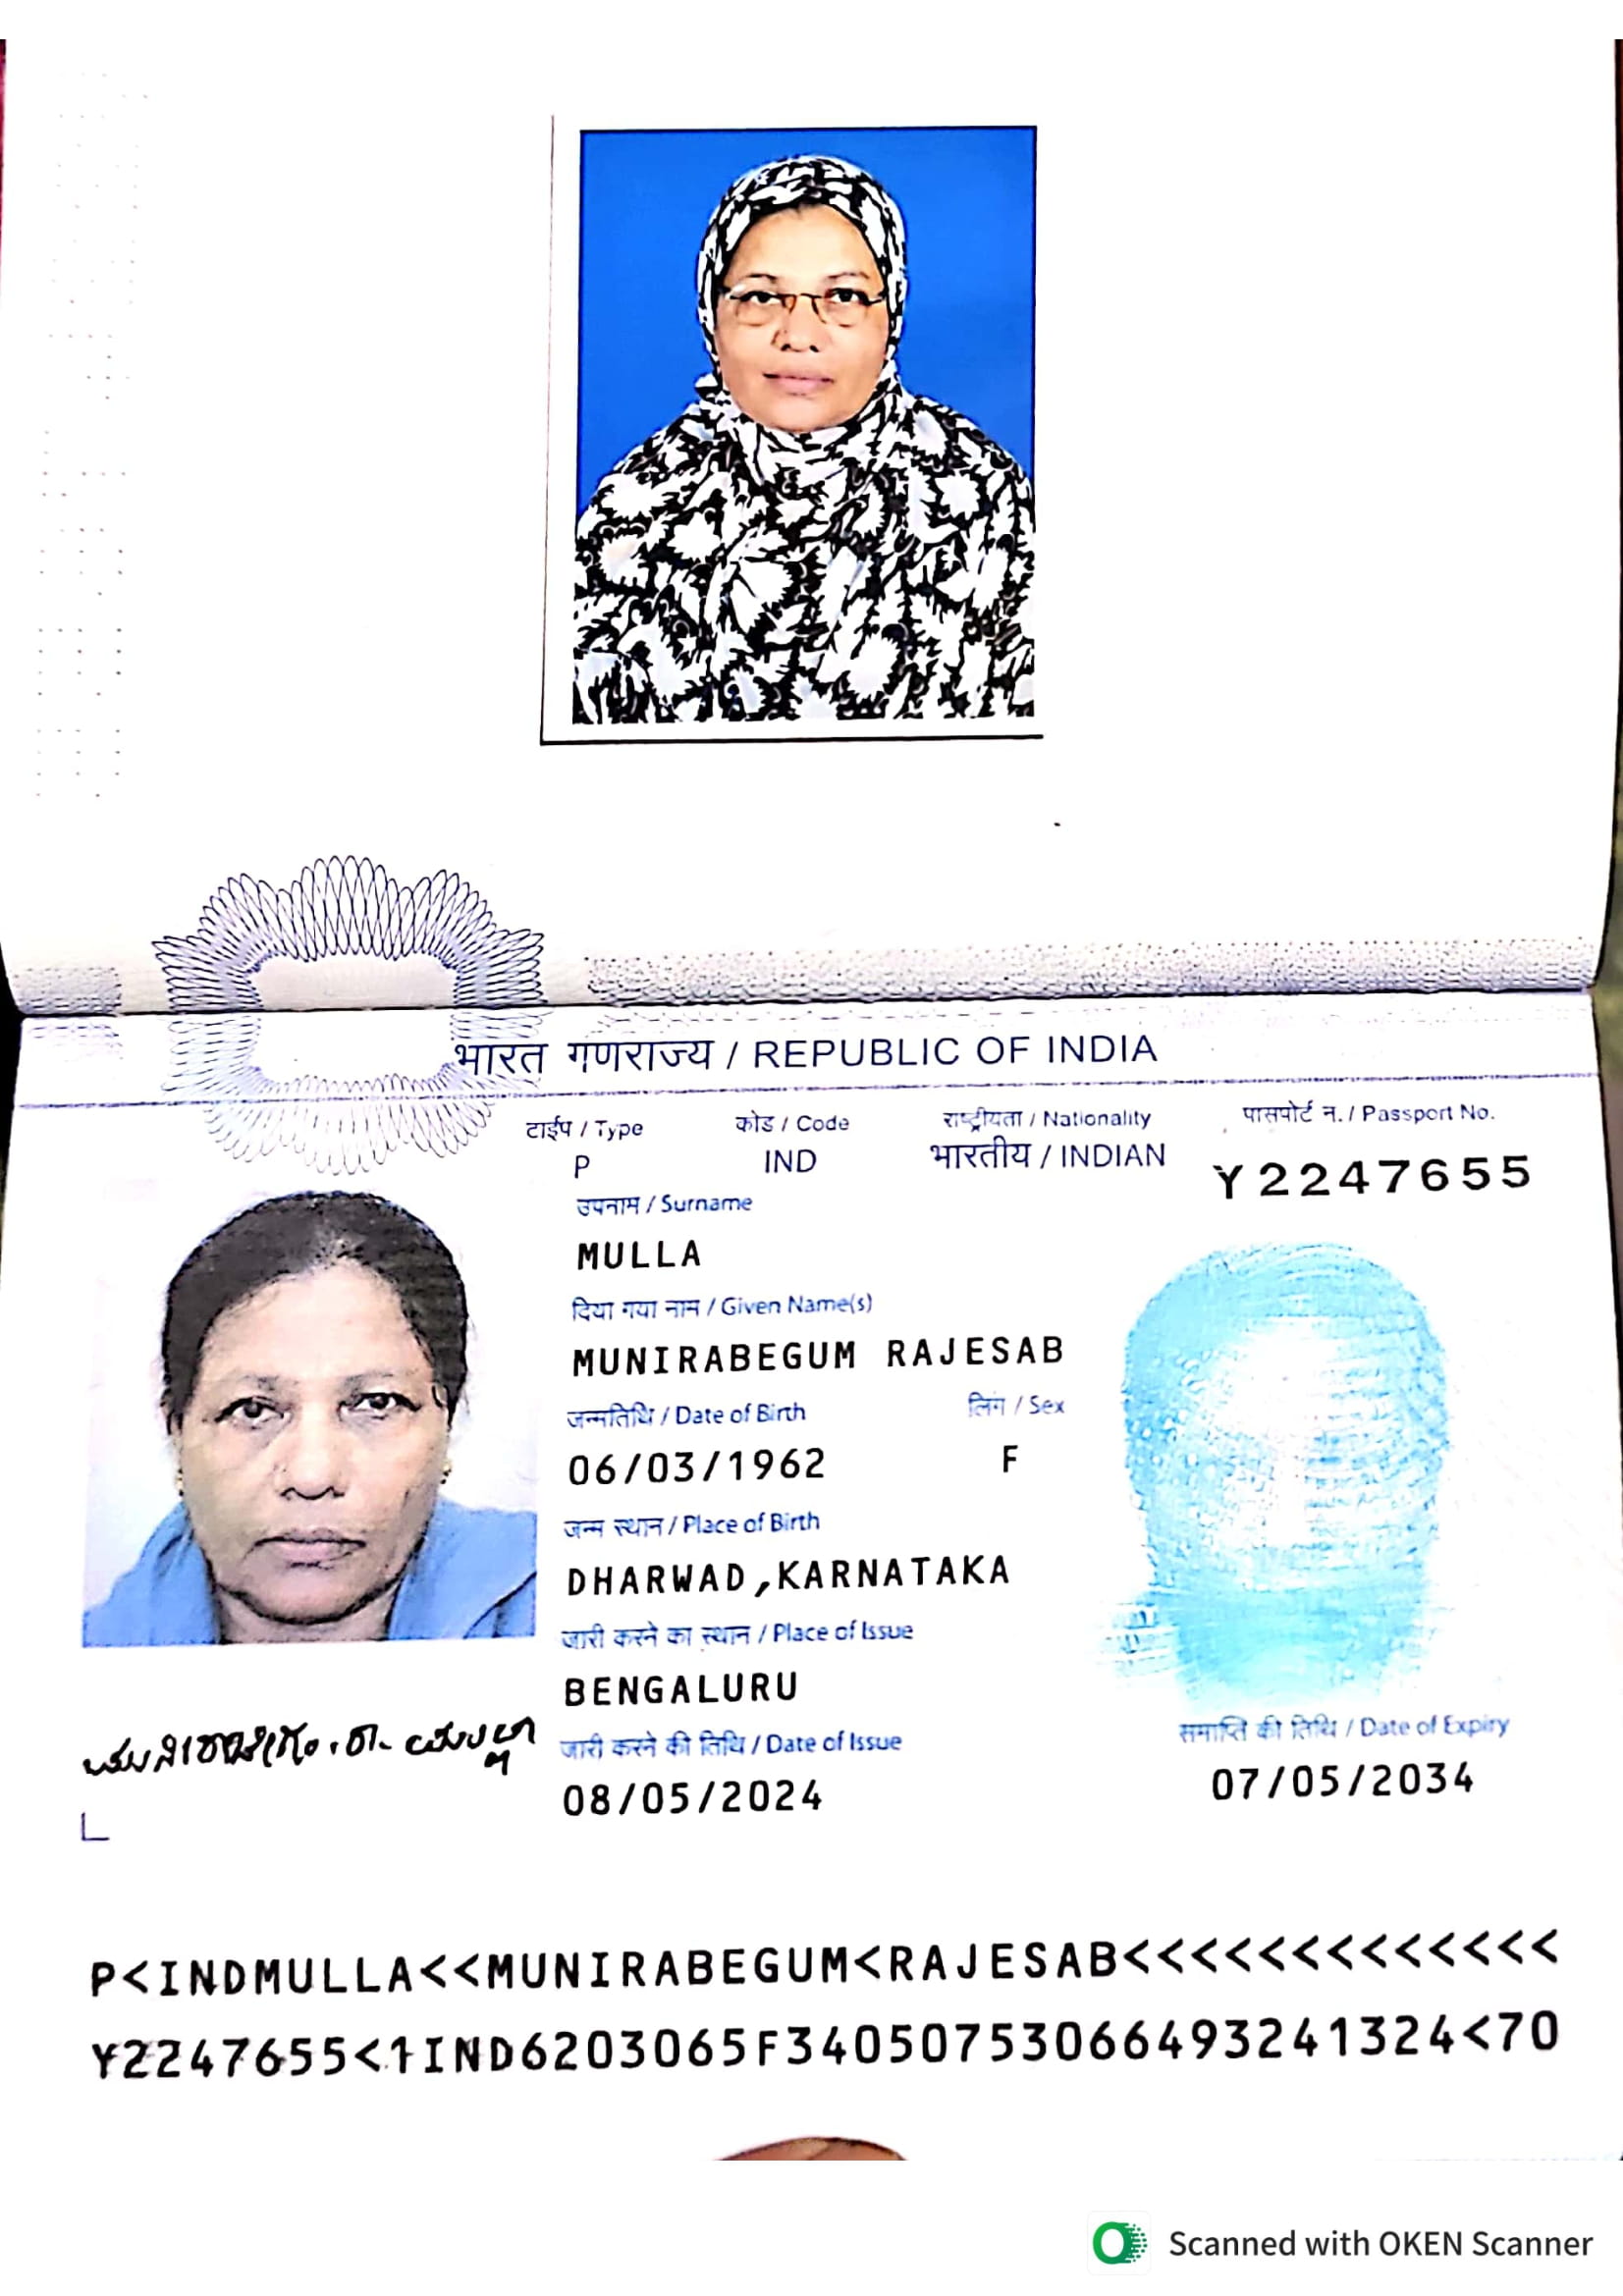 भारत गणराज्य / REPUBLIC OF INDIA
टाईप / Type कोड / Code राष्ट्रीयता / Nationality पासपोर्ट न. / Passport No.
P IND भारतीय / INDIAN Y2247655
उपनाम / Surname
MULLA
दिया गया नाम / Given Name(s)
MUNIRABEGUM RAJESAB
जन्मतिथि / Date of Birth लिंग / Sex
06/03/1962 F
जन्म स्थान / Place of Birth
DHARWAD,KARNATAKA
जारी करने का स्थान / Place of Issue
BENGALURU
जारी करने की तिथि / Date of Issue समाप्ति की तिथि / Date of Expiry
08/05/2024 07/05/2034
P<INDMULLA<<MUNIRABEGUM<RAJESAB<<<<<<<<<<<<<
Y2247655<1IND6203065F3405075306649324​1324<70
Scanned with OKEN Scanner